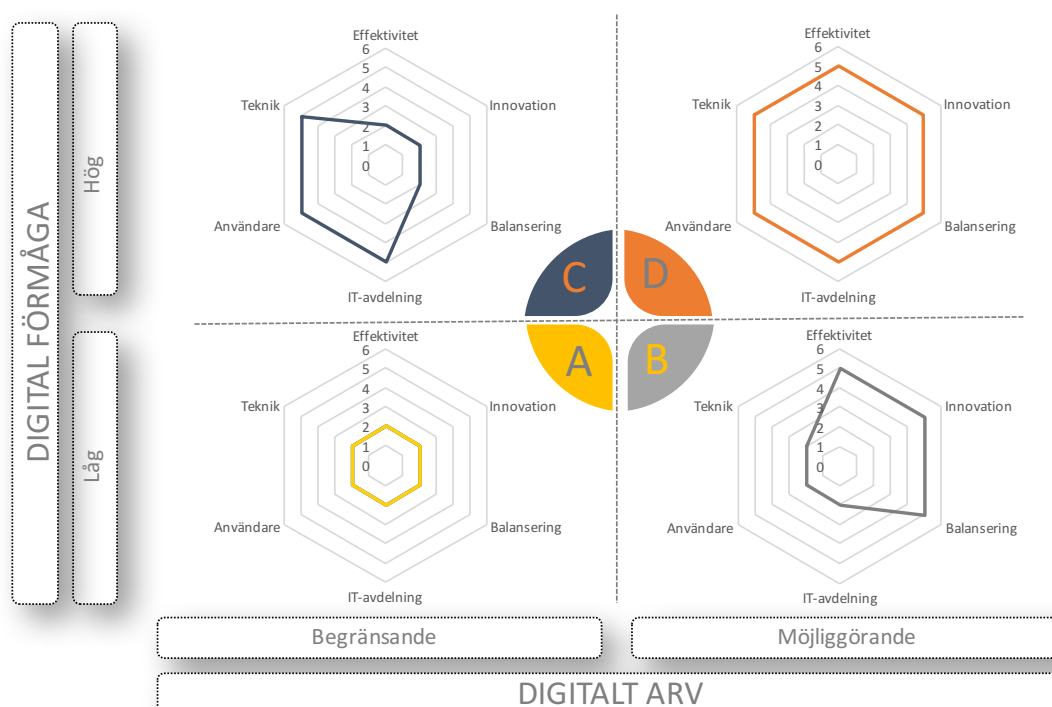 DIGITAL FÖRMÅGA
Hög
Låg
Effektivitet
6
5
4
3
2
1
0
Teknik
Innovation
Användare
Balansering
IT-avdelning
Effektivitet
6
5
4
3
2
1
0
Teknik
Innovation
Användare
Balansering
IT-avdelning
C
D
A
B
Effektivitet
6
5
4
3
2
1
0
Teknik
Innovation
Användare
Balansering
IT-avdelning
Effektivitet
6
5
4
3
2
1
0
Teknik
Innovation
Användare
Balansering
IT-avdelning
Begränsande
Möjliggörande
DIGITALT ARV